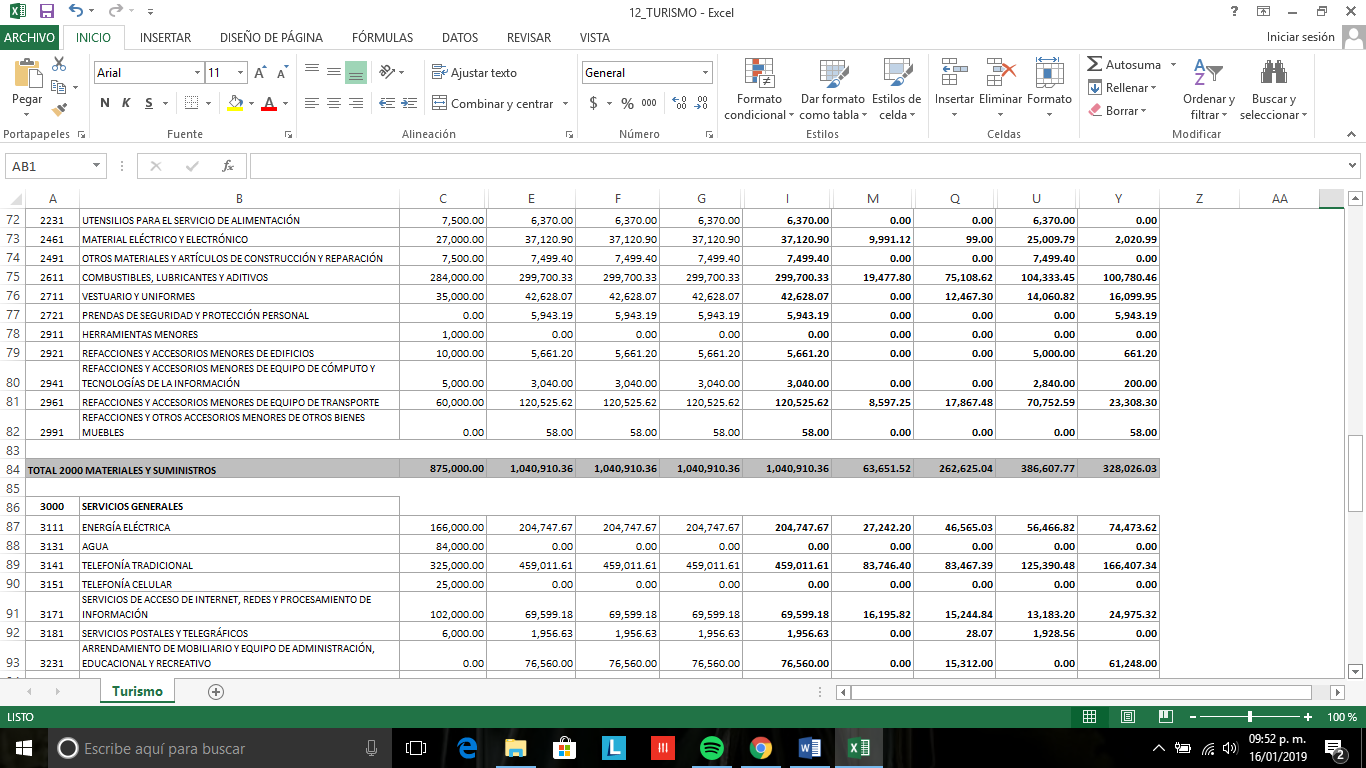 12_TURISMO - Excel
ARCHIVO INICIO INSERTAR DISEÑO DE PÁGINA FÓRMULAS DATOS REVISAR VISTA Iniciar sesión
Pegar Arial 11 Ajustar texto General Formato Dar formato Estilos de Insertar Eliminar Formato Autosuma Ordenar y Buscar y
N K S Combinar y centrar $ % 000 condicional como tabla celda Rellenar filtrar seleccionar
Borrar
Portapapeles Fuente Alineación Número Estilos Celdas Modificar
AB1 fx
A B C E F G I M Q U Y Z AA
72 2231 UTENSILIOS PARA EL SERVICIO DE ALIMENTACIÓN 7,500.00 6,370.00 6,370.00 6,370.00 6,370.00 0.00 0.00 6,370.00 0.00
73 2461 MATERIAL ELÉCTRICO Y ELECTRÓNICO 27,000.00 37,120.90 37,120.90 37,120.90 37,120.90 9,991.12 99.00 25,009.79 2,020.99
74 2491 OTROS MATERIALES Y ARTÍCULOS DE CONSTRUCCIÓN Y REPARACIÓN 7,500.00 7,499.40 7,499.40 7,499.40 7,499.40 0.00 0.00 7,499.40 0.00
75 2611 COMBUSTIBLES, LUBRICANTES Y ADITIVOS 284,000.00 299,700.33 299,700.33 299,700.33 299,700.33 19,477.80 75,108.62 104,333.45 100,780.46
76 2711 VESTUARIO Y UNIFORMES 35,000.00 42,628.07 42,628.07 42,628.07 42,628.07 0.00 12,467.30 14,060.82 16,099.95
77 2721 PRENDAS DE SEGURIDAD Y PROTECCIÓN PERSONAL 0.00 5,943.19 5,943.19 5,943.19 5,943.19 0.00 0.00 0.00 5,943.19
78 2911 HERRAMIENTAS MENORES 1,000.00 0.00 0.00 0.00 0.00 0.00 0.00 0.00 0.00
79 2921 REFACCIONES Y ACCESORIOS MENORES DE EDIFICIOS 10,000.00 5,661.20 5,661.20 5,661.20 5,661.20 0.00 0.00 5,000.00 661.20
REFACCIONES Y ACCESORIOS MENORES DE EQUIPO DE CÓMPUTO Y
80 2941 TECNOLOGÍAS DE LA INFORMACIÓN 5,000.00 3,040.00 3,040.00 3,040.00 3,040.00 0.00 0.00 2,840.00 200.00
81 2961 REFACCIONES Y ACCESORIOS MENORES DE EQUIPO DE TRANSPORTE 60,000.00 120,525.62 120,525.62 120,525.62 120,525.62 8,597.25 17,867.48 70,752.59 23,308.30
REFACCIONES Y OTROS ACCESORIOS MENORES DE OTROS BIENES
82 2991 MUEBLES 0.00 58.00 58.00 58.00 58.00 0.00 0.00 0.00 58.00
83
84 TOTAL 2000 MATERIALES Y SUMINISTROS 875,000.00 1,040,910.36 1,040,910.36 1,040,910.36 1,040,910.36 63,651.52 262,625.04 386,607.77 328,026.03
85
86 3000 SERVICIOS GENERALES
87 3111 ENERGÍA ELÉCTRICA 166,000.00 204,747.67 204,747.67 204,747.67 204,747.67 27,242.20 46,565.03 56,466.82 74,473.62
88 3131 AGUA 84,000.00 0.00 0.00 0.00 0.00 0.00 0.00 0.00 0.00
89 3141 TELEFONÍA TRADICIONAL 325,000.00 459,011.61 459,011.61 459,011.61 459,011.61 83,746.40 83,467.39 125,390.48 166,407.34
90 3151 TELEFONÍA CELULAR 25,000.00 0.00 0.00 0.00 0.00 0.00 0.00 0.00 0.00
SERVICIOS DE ACCESO DE INTERNET, REDES Y PROCESAMIENTO DE
91 3171 INFORMACIÓN 102,000.00 69,599.18 69,599.18 69,599.18 69,599.18 16,195.82 15,244.84 13,183.20 24,975.32
92 3181 SERVICIOS POSTALES Y TELEGRÁFICOS 6,000.00 1,956.63 1,956.63 1,956.63 1,956.63 0.00 28.07 1,928.56 0.00
ARRENDAMIENTO DE MOBILIARIO Y EQUIPO DE ADMINISTRACIÓN,
93 3231 EDUCACIONAL Y RECREATIVO 0.00 76,560.00 76,560.00 76,560.00 76,560.00 0.00 15,312.00 0.00 61,248.00
Turismo
LISTO 100 %
Escribe aquí para buscar 09:52 p. m.
16/01/2019 2